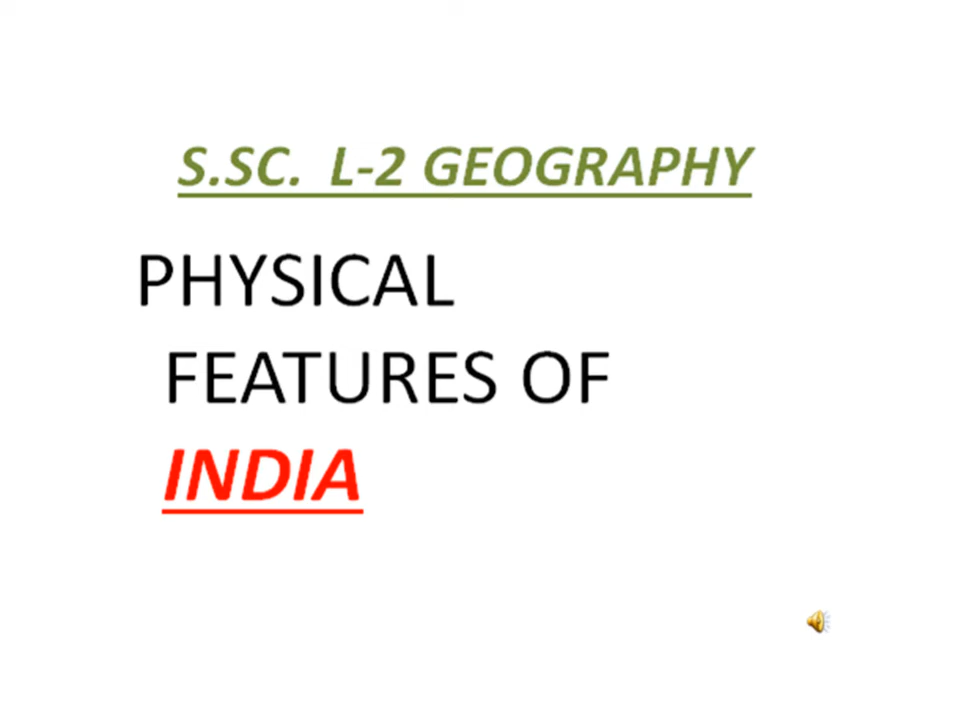 S.SC. L-2 GEOGRAPHY
PHYSICAL
FEATURES OF
INDIA